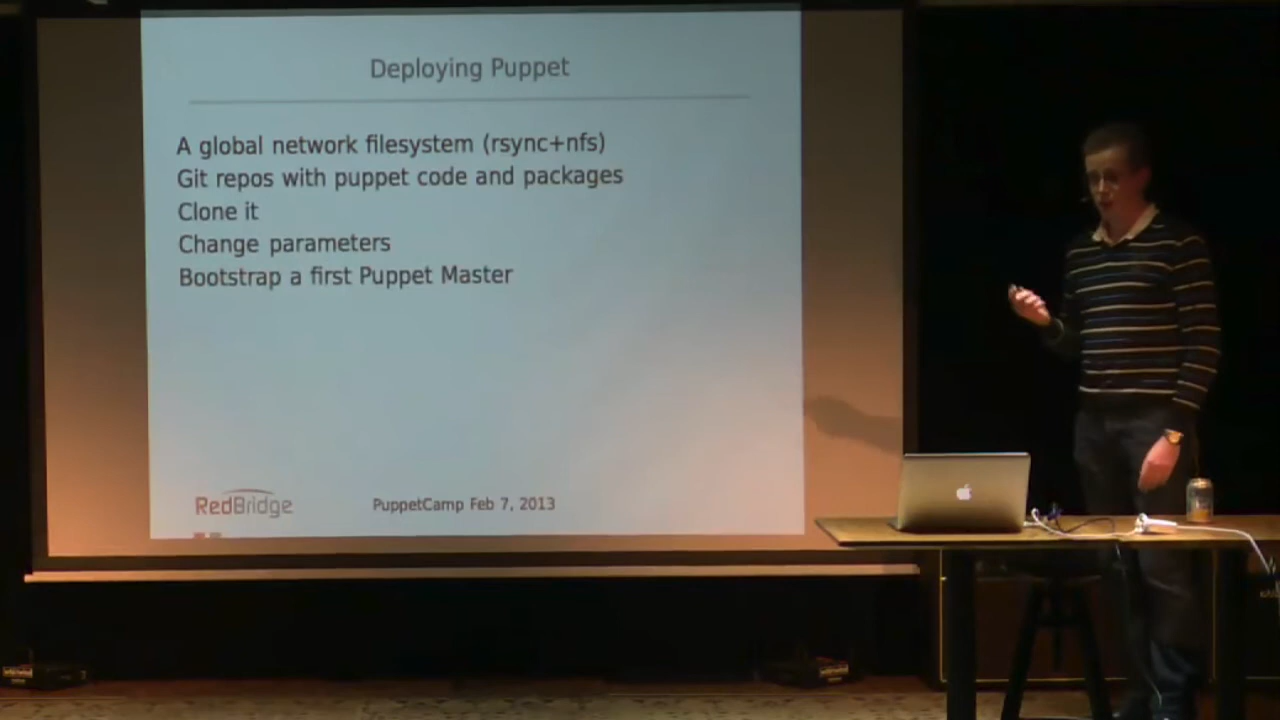 Deploying Puppet
A global network filesystem (rsync+nfs)
Git repos with puppet code and packages
Clone it
Change parameters
Bootstrap a first Puppet Master
RedBridge
PuppetCamp Feb 7, 2013